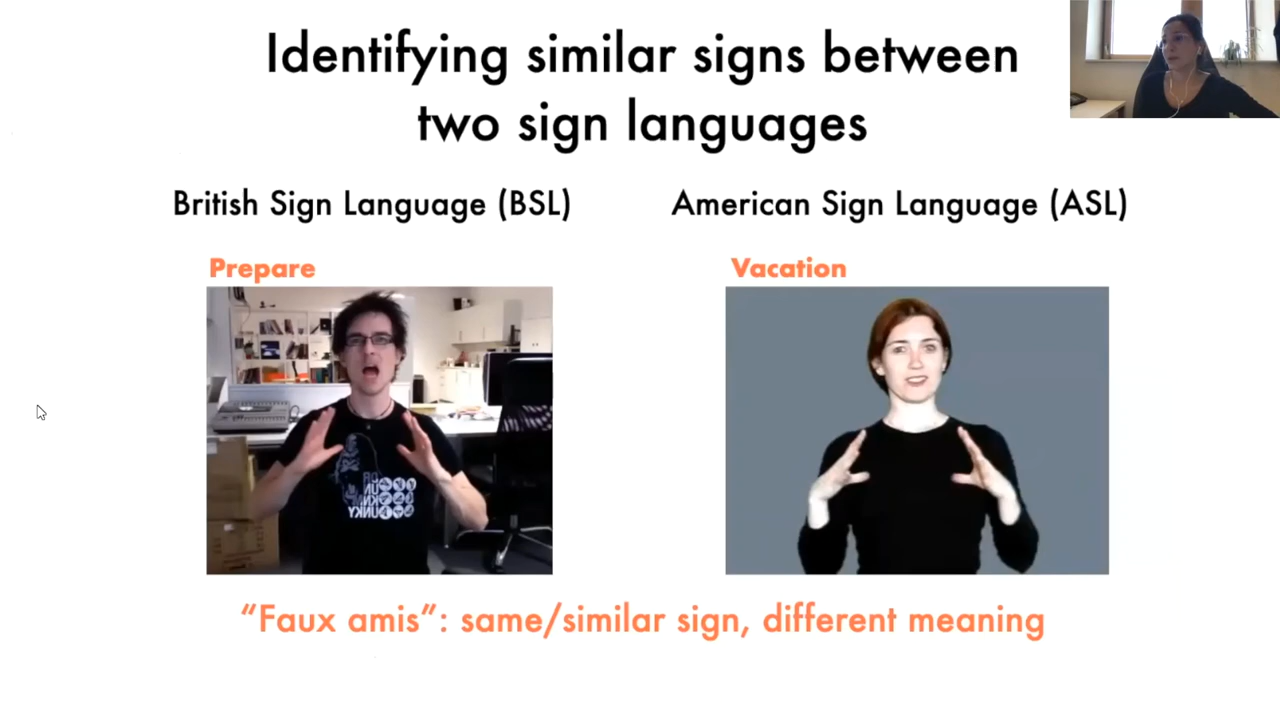 Identifying similar signs between
two sign languages
British Sign Language (BSL)
American Sign Language (ASL)
Prepare
Vacation
“Faux amis”: same/similar sign, different meaning